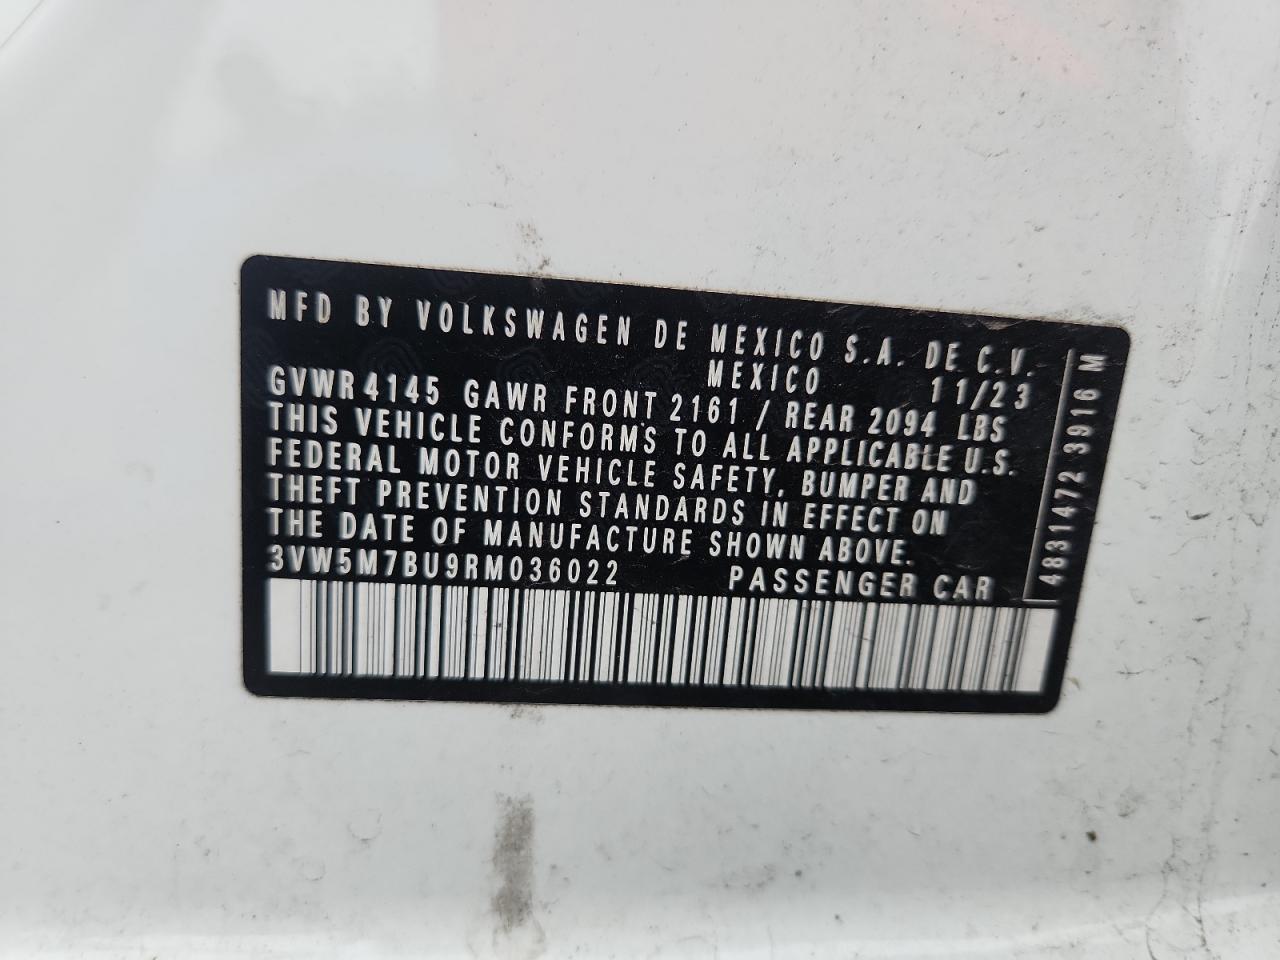 MFD BY VOLKSWAGEN DE MEXICO S.A. DE C.V.
MEXICO 11/23
GVWR 4145 GAWR FRONT 2161 / REAR 2094 LBS
THIS VEHICLE CONFORMS TO ALL APPLICABLE U.S.
FEDERAL MOTOR VEHICLE SAFETY, BUMPER AND
THEFT PREVENTION STANDARDS IN EFFECT ON
THE DATE OF MANUFACTURE SHOWN ABOVE.
3VW5M7BU9RM036022 PASSENGER CAR
4831472 3916 M